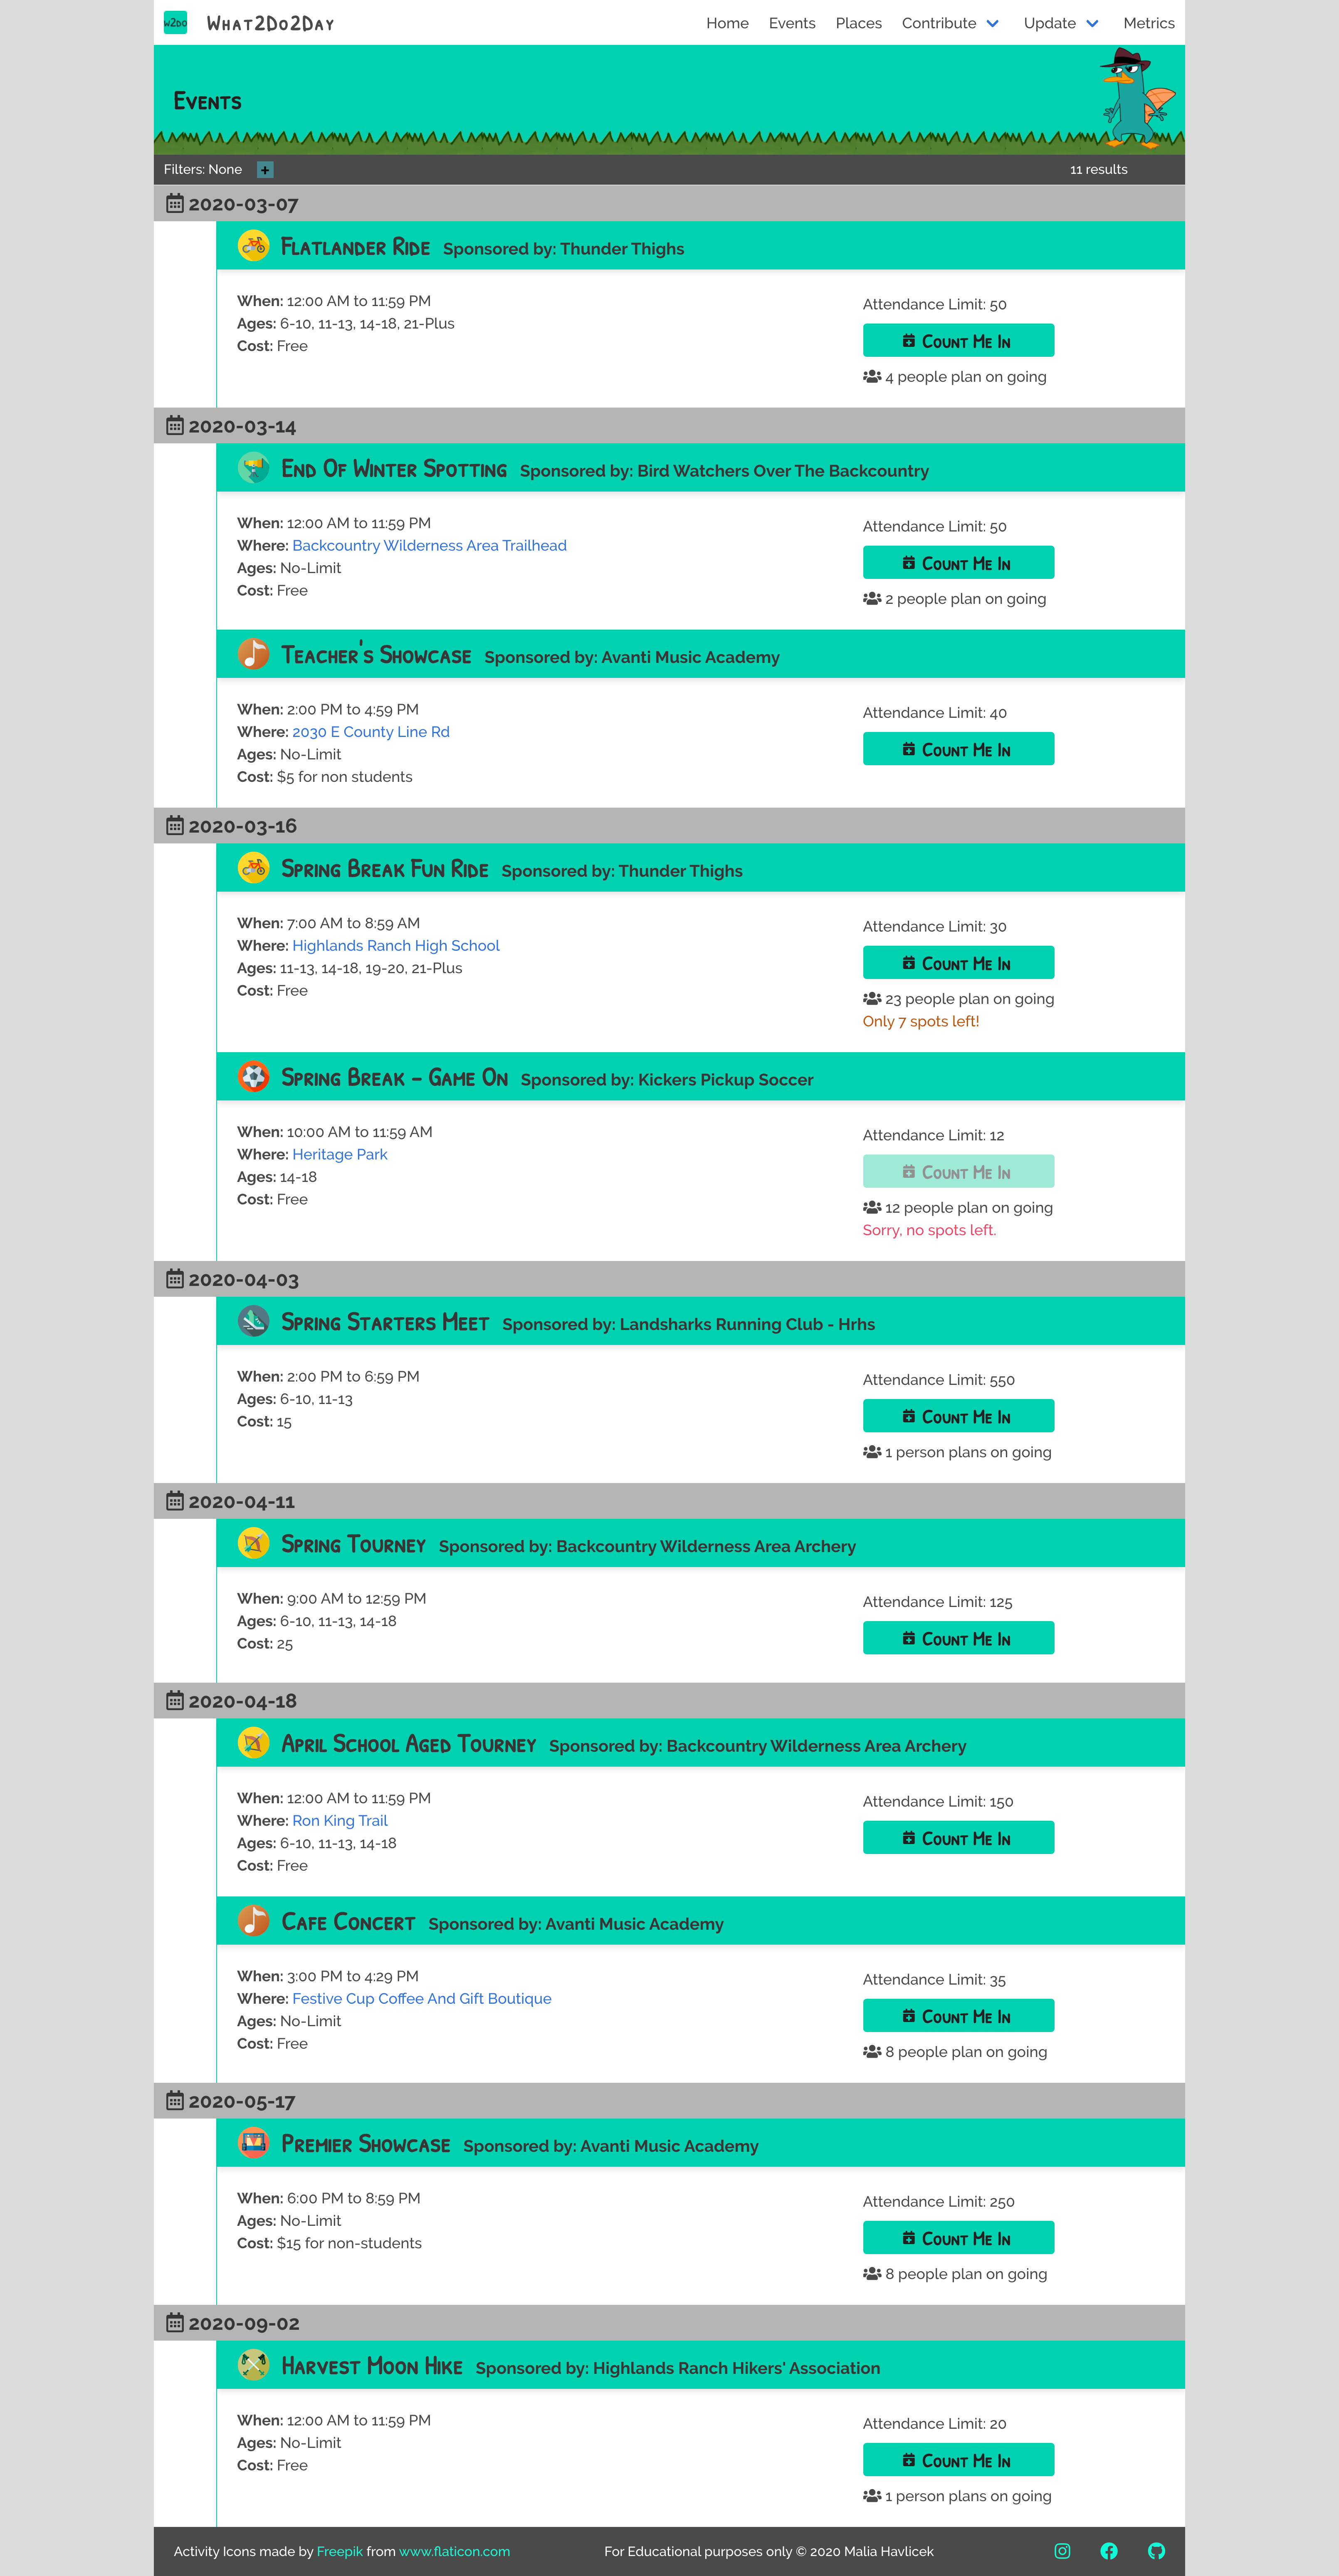 W2DO What2Do2Day Home Events Places Contribute Update Metrics
Events
Filters: None + 11 results
2020-03-07
Flatlander Ride Sponsored by: Thunder Thighs
When: 12:00 AM to 11:59 PM
Ages: 6-10, 11-13, 14-18, 21-Plus
Cost: Free
Attendance Limit: 50
Count Me In
4 people plan on going
2020-03-14
End Of Winter Spotting Sponsored by: Bird Watchers Over The Backcountry
When: 12:00 AM to 11:59 PM
Where: Backcountry Wilderness Area Trailhead
Ages: No-Limit
Cost: Free
Attendance Limit: 50
Count Me In
2 people plan on going
Teacher's Showcase Sponsored by: Avanti Music Academy
When: 2:00 PM to 4:59 PM
Where: 2030 E County Line Rd
Ages: No-Limit
Cost: $5 for non students
Attendance Limit: 40
Count Me In
2020-03-16
Spring Break Fun Ride Sponsored by: Thunder Thighs
When: 7:00 AM to 8:59 AM
Where: Highlands Ranch High School
Ages: 11-13, 14-18, 19-20, 21-Plus
Cost: Free
Attendance Limit: 30
Count Me In
23 people plan on going
Only 7 spots left!
Spring Break - Game On Sponsored by: Kickers Pickup Soccer
When: 10:00 AM to 11:59 AM
Where: Heritage Park
Ages: 14-18
Cost: Free
Attendance Limit: 12
Count Me In
12 people plan on going
Sorry, no spots left.
2020-04-03
Spring Starters Meet Sponsored by: Landsharks Running Club - Hrhs
When: 2:00 PM to 6:59 PM
Ages: 6-10, 11-13
Cost: 15
Attendance Limit: 550
Count Me In
1 person plans on going
2020-04-11
Spring Tourney Sponsored by: Backcountry Wilderness Area Archery
When: 9:00 AM to 12:59 PM
Ages: 6-10, 11-13, 14-18
Cost: 25
Attendance Limit: 125
Count Me In
2020-04-18
April School Aged Tourney Sponsored by: Backcountry Wilderness Area Archery
When: 12:00 AM to 11:59 PM
Where: Ron King Trail
Ages: 6-10, 11-13, 14-18
Cost: Free
Attendance Limit: 150
Count Me In
Cafe Concert Sponsored by: Avanti Music Academy
When: 3:00 PM to 4:29 PM
Where: Festive Cup Coffee And Gift Boutique
Ages: No-Limit
Cost: Free
Attendance Limit: 35
Count Me In
8 people plan on going
2020-05-17
Premier Showcase Sponsored by: Avanti Music Academy
When: 6:00 PM to 8:59 PM
Ages: No-Limit
Cost: $15 for non-students
Attendance Limit: 250
Count Me In
8 people plan on going
2020-09-02
Harvest Moon Hike Sponsored by: Highlands Ranch Hikers' Association
When: 12:00 AM to 11:59 PM
Ages: No-Limit
Cost: Free
Attendance Limit: 20
Count Me In
1 person plans on going
Activity Icons made by Freepik from www.flaticon.com For Educational purposes only © 2020 Malia Havlicek